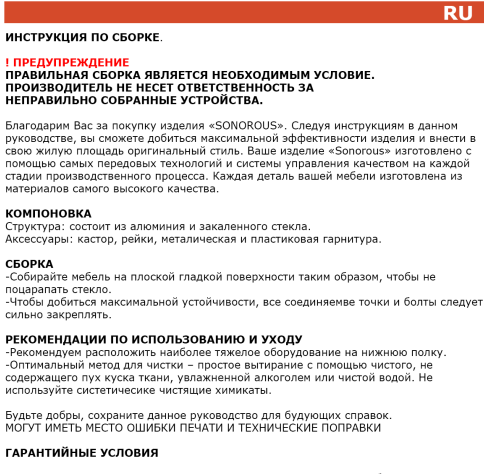 RU
ИНСТРУКЦИЯ ПО СБОРКЕ.
! ПРЕДУПРЕЖДЕНИЕ
ПРАВИЛЬНАЯ СБОРКА ЯВЛЯЕТСЯ НЕОБХОДИМЫМ УСЛОВИЕ.
ПРОИЗВОДИТЕЛЬ НЕ НЕСЕТ ОТВЕТСТВЕННОСТЬ ЗА
НЕПРАВИЛЬНО СОБРАННЫЕ УСТРОЙСТВА.
Благодарим Вас за покупку изделия «SONOROUS». Следуя инструкциям в данном
руководстве, вы сможете добиться максимальной эффективности изделия и внести в
свою жилую площадь оригинальный стиль. Ваше изделие «Sonorous» изготовлено с
помощью самых передовых технологий и системы управления качеством на каждой
стадии производственного процесса. Каждая деталь вашей мебели изготовлена из
материалов самого высокого качества.
КОМПОНОВКА
Структура: состоит из алюминия и закаленного стекла.
Аксессуары: кастор, рейки, металическая и пластиковая гарнитура.
СБОРКА
-Собирайте мебель на плоской гладкой поверхности таким образом, чтобы не
поцарапать стекло.
-Чтобы добиться максимальной устойчивости, все соединяемве точки и болты следует
сильно закреплять.
РЕКОМЕНДАЦИИ ПО ИСПОЛЬЗОВАНИЮ И УХОДУ
-Рекомендуем расположить наиболее тяжелое оборудование на нижнюю полку.
-Оптимальный метод для чистки – простое вытирание с помощью чистого, не
содержащего пух куска ткани, увлажненной алкоголем или чистой водой. Не
используйте систетичесике чистящие химикаты.
Будьте добры, сохраните данное руководство для будующих справок.
МОГУТ ИМЕТЬ МЕСТО ОШИБКИ ПЕЧАТИ И ТЕХНИЧЕСКИЕ ПОПРАВКИ
ГАРАНТИЙНЫЕ УСЛОВИЯ